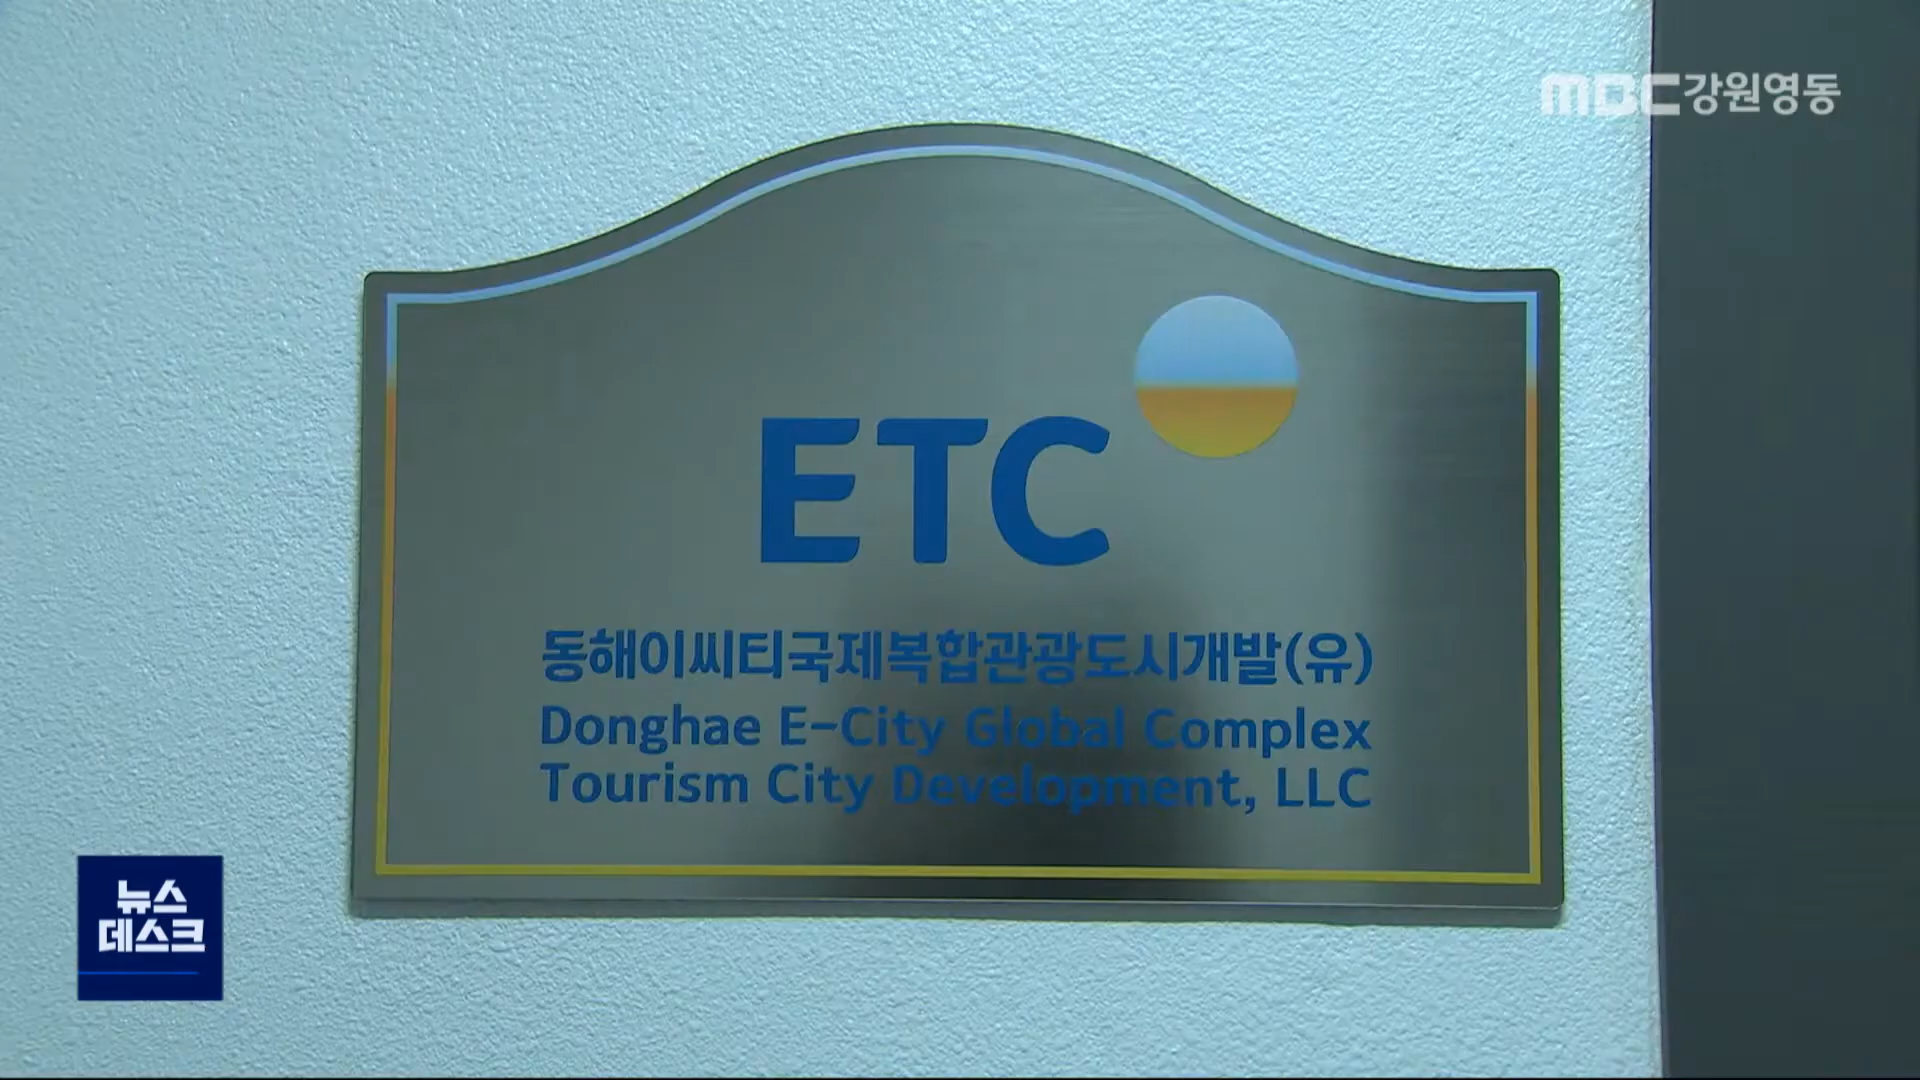 MBC강원영동
ETC
동해이씨티국제복합관광도시개발(유)
Donghae E-City Global Complex
Tourism City Development, LLC
뉴스
데스크